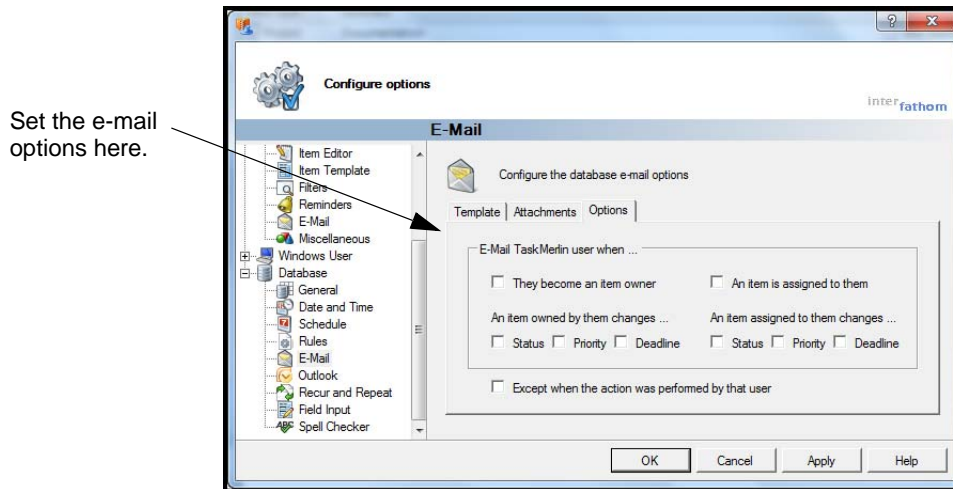 Configure options
inter fathom
Set the e-mail
options here.
E-Mail
Item Editor
Item Template
Filters
Reminders
E-Mail
Miscellaneous
Windows User
Database
General
Date and Time
Schedule
Rules
E-Mail
Outlook
Recur and Repeat
Field Input
Spell Checker
Configure the database e-mail options
Template Attachments Options
E-Mail TaskMerlin user when ...
They become an item owner An item is assigned to them
An item owned by them changes ... An item assigned to them changes ...
Status Priority Deadline Status Priority Deadline
Except when the action was performed by that user
OK Cancel Apply Help